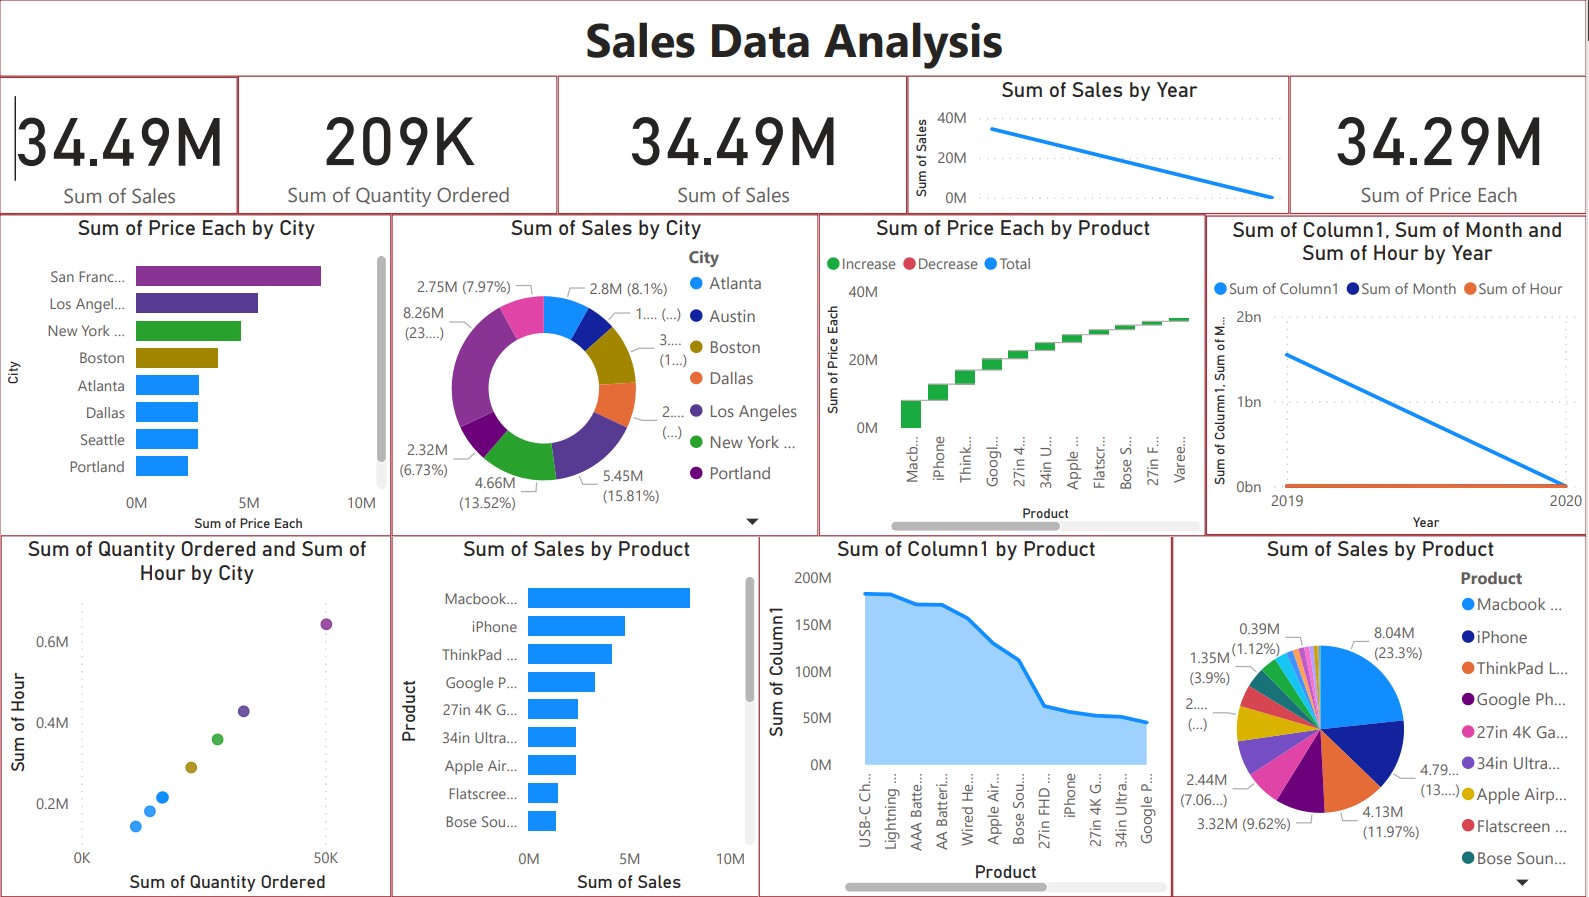 Sales Data Analysis
34.49M
Sum of Sales
209K
Sum of Quantity Ordered
34.49M
Sum of Sales
Sum of Sales by Year
Sum of Sales
40M
20M
0M
34.29M
Sum of Price Each
Sum of Price Each by City
City
San Franc...
Los Angel...
New York ...
Boston
Atlanta
Dallas
Seattle
Portland
0M 5M 10M
Sum of Price Each
Sum of Sales by City
2.75M (7.97%)
2.8M (8.1%)
8.26M
(23....)
1.... (...)
3....
(1...)
2....
(...)
2.32M
(6.73%)
4.66M
(13.52%)
5.45M
(15.81%)
City
Atlanta
Austin
Boston
Dallas
Los Angeles
New York ...
Portland
Sum of Price Each by Product
Increase Decrease Total
Sum of Price Each
40M
20M
0M
Macb...
iPhone
Think...
Googl...
27in 4...
34in U...
Apple ...
Flatscr...
Bose S...
27in F...
Varee...
Product
Sum of Column1, Sum of Month and
Sum of Hour by Year
Sum of Column1 Sum of Month Sum of Hour
Sum of Column1, Sum of M...
2bn
1bn
0bn
2019 2020
Year
Sum of Quantity Ordered and Sum of
Hour by City
Sum of Hour
0.6M
0.4M
0.2M
0K 50K
Sum of Quantity Ordered
Sum of Sales by Product
Product
Macbook...
iPhone
ThinkPad ...
Google P...
27in 4K G...
34in Ultra...
Apple Air...
Flatscree...
Bose Sou...
0M 5M 10M
Sum of Sales
Sum of Column1 by Product
Sum of Column1
200M
150M
100M
50M
0M
USB-C Ch...
Lightning ...
AAA Batte...
AA Batteri...
Wired He...
Apple Air...
Bose Sou...
27in FHD ...
iPhone
27in 4K G...
34in Ultra...
Google P...
Product
Sum of Sales by Product
0.39M
(1.12%)
8.04M
(23.3%)
1.35M
(3.9%)
2....
(...)
2.44M
(7.06...)
4.79...
(13....)
3.32M (9.62%)
4.13M
(11.97%)
Product
Macbook ...
iPhone
ThinkPad L...
Google Ph...
27in 4K Ga...
34in Ultra...
Apple Airp...
Flatscreen ...
Bose Soun...